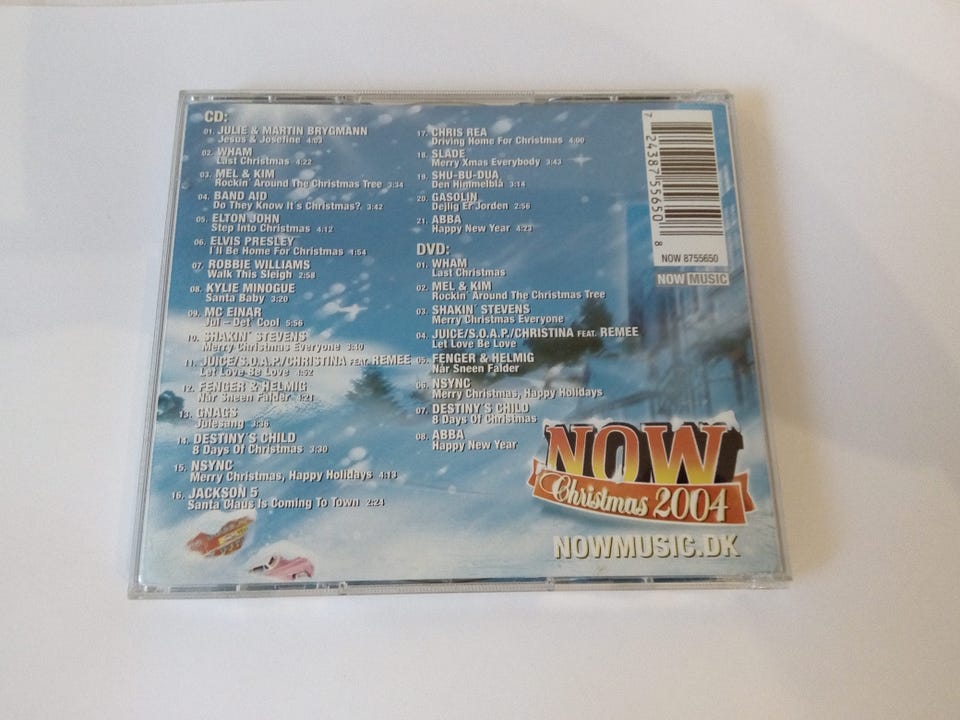 CD:
01. JULIE & MARTIN BRYGMANN
Jesus & Josefine 4:03
02. WHAM
Last Christmas 4:22
03. MEL & KIM
Rockin' Around The Christmas Tree 3:34
04. BAND AID
Do They Know It's Christmas? 3:42
05. ELTON JOHN
Step Into Christmas 4:12
06. ELVIS PRESLEY
I'll Be Home For Christmas 4:54
07. ROBBIE WILLIAMS
Walk This Sleigh 2:58
08. KYLIE MINOGUE
Santa Baby 3:20
09. MC EINAR
Jul – Det' Cool 5:56
10. SHAKIN' STEVENS
Merry Christmas Everyone 3:40
11. JUICE/S.O.A.P./CHRISTINA FEAT. REMEE
Let Love Be Love 4:52
12. FENGER & HELMIG
Når Sneen Falder 4:21
13. GNAGS
Julesang 3:36
14. DESTINY'S CHILD
8 Days Of Christmas 3:30
15. NSYNC
Merry Christmas, Happy Holidays 4:13
16. JACKSON 5
Santa Claus Is Coming To Town 2:24
17. CHRIS REA
Driving Home For Christmas 4:00
18. SLADE
Merry Xmas Everybody 3:43
19. SHU-BU-DUA
Den Himmelblå 3:14
20. GASOLIN
Dejlig Er Jorden 2:56
21. ABBA
Happy New Year 4:23
DVD:
01. WHAM
Last Christmas
02. MEL & KIM
Rockin' Around The Christmas Tree
03. SHAKIN' STEVENS
Merry Christmas Everyone
04. JUICE/S.O.A.P./CHRISTINA FEAT. REMEE
Let Love Be Love
05. FENGER & HELMIG
Når Sneen Falder
06. NSYNC
Merry Christmas, Happy Holidays
07. DESTINY'S CHILD
8 Days Of Christmas
08. ABBA
Happy New Year
7 24387 55650 8
NOW 8755650
NOW MUSIC
NOW
Christmas 2004
NOWMUSIC.DK